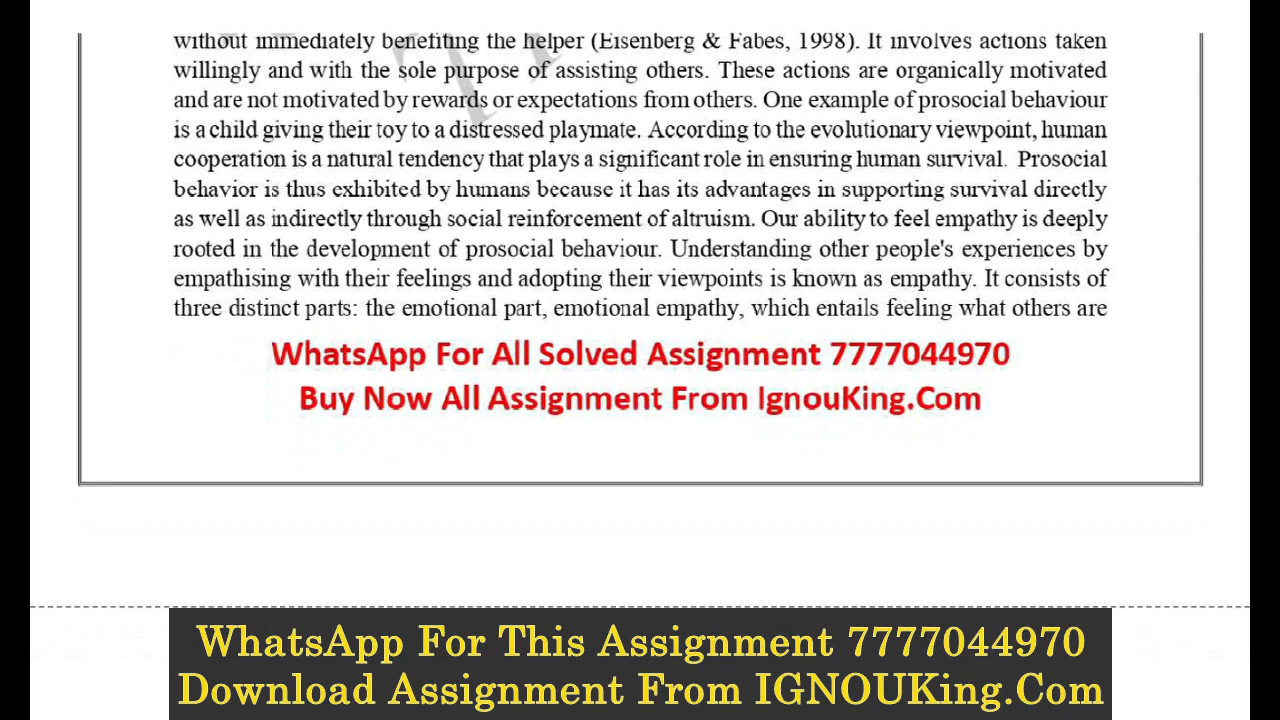 without immediately benefiting the helper (Eisenberg & Fabes, 1998). It involves actions taken
willingly and with the sole purpose of assisting others. These actions are organically motivated
and are not motivated by rewards or expectations from others. One example of prosocial behaviour
is a child giving their toy to a distressed playmate. According to the evolutionary viewpoint, human
cooperation is a natural tendency that plays a significant role in ensuring human survival. Prosocial
behavior is thus exhibited by humans because it has its advantages in supporting survival directly
as well as indirectly through social reinforcement of altruism. Our ability to feel empathy is deeply
rooted in the development of prosocial behaviour. Understanding other people's experiences by
empathising with their feelings and adopting their viewpoints is known as empathy. It consists of
three distinct parts: the emotional part, emotional empathy, which entails feeling what others are
WhatsApp For All Solved Assignment 7777044970
Buy Now All Assignment From IgnouKing.Com
WhatsApp For This Assignment 7777044970
Download Assignment From IGNOUKing.Com